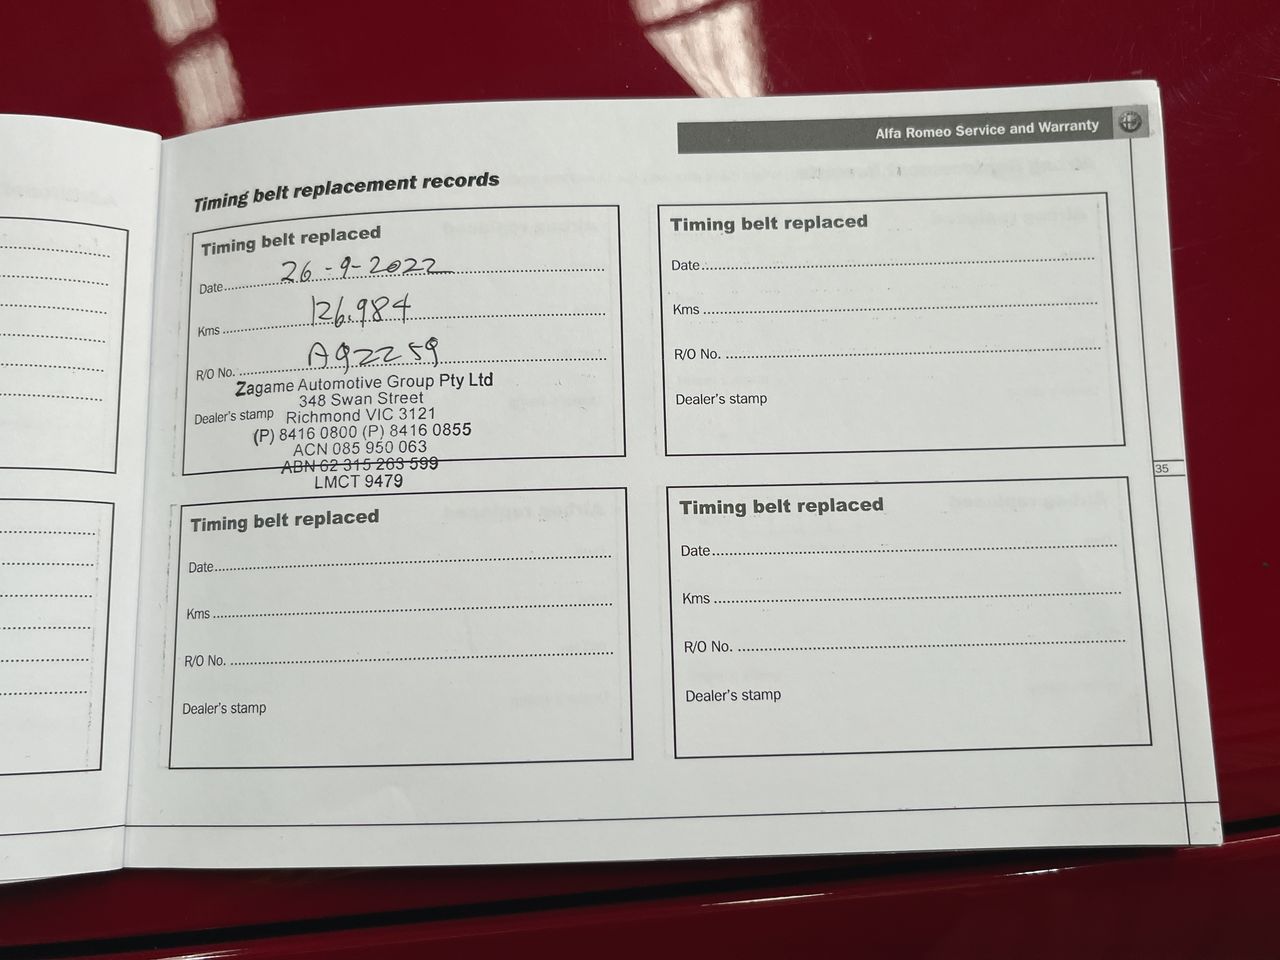 Alfa Romeo Service and Warranty
Timing belt replacement records
Timing belt replaced
Date 26-9-2022
Kms 126,984
R/O No. A92259
Zagame Automotive Group Pty Ltd
348 Swan Street
Dealer's stamp Richmond VIC 3121
(P) 8416 0800 (P) 8416 0855
ACN 085 950 063
ABN 62 315 263 599
LMCT 9479
Timing belt replaced
Date
Kms
R/O No.
Dealer's stamp
Timing belt replaced
Date
Kms
R/O No.
Dealer's stamp
Timing belt replaced
Date
Kms
R/O No.
Dealer's stamp
35